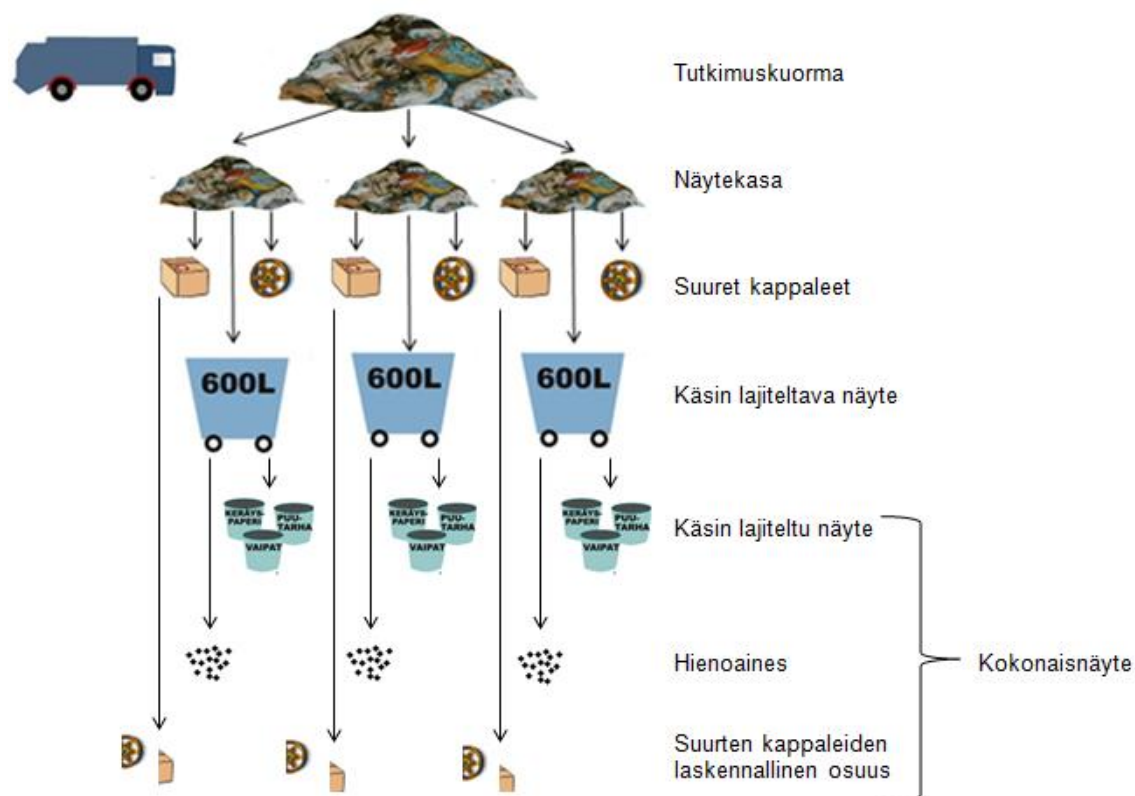 Tutkimuskuorma
Näytekasa
Suuret kappaleet
600L
600L
600L
Käsin lajiteltava näyte
KERÄYS-
PAPERI
PUU-
TARHA
VAIPAT
KERÄYS-
PAPERI
PUU-
TARHA
VAIPAT
KERÄYS-
PAPERI
PUU-
TARHA
VAIPAT
Käsin lajiteltu näyte
Hienoaines
Kokonaisnäyte
Suurten kappaleiden
laskennallinen osuus